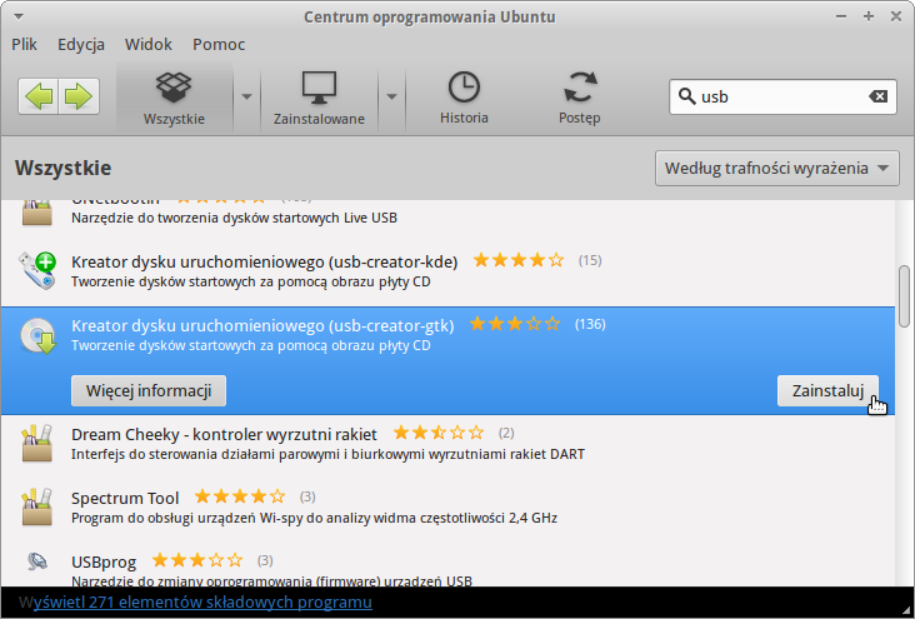 Centrum oprogramowania Ubuntu
Plik Edycja Widok Pomoc
Wszystkie Zainstalowane Historia Postęp usb
Wszystkie Według trafności wyrażenia
UNetbootin
Narzędzie do tworzenia dysków startowych Live USB
Kreator dysku uruchomieniowego (usb-creator-kde) (15)
Tworzenie dysków startowych za pomocą obrazu płyty CD
Kreator dysku uruchomieniowego (usb-creator-gtk) (136)
Tworzenie dysków startowych za pomocą obrazu płyty CD
Więcej informacji Zainstaluj
Dream Cheeky - kontroler wyrzutni rakiet (2)
Interfejs do sterowania działami parowymi i biurkowymi wyrzutniami rakiet DART
Spectrum Tool (3)
Program do obsługi urządzeń Wi-spy do analizy widma częstotliwości 2,4 GHz
USBprog (3)
Narzędzie do zmiany oprogramowania (firmware) urządzeń USB
Wyświetl 271 elementów składowych programu